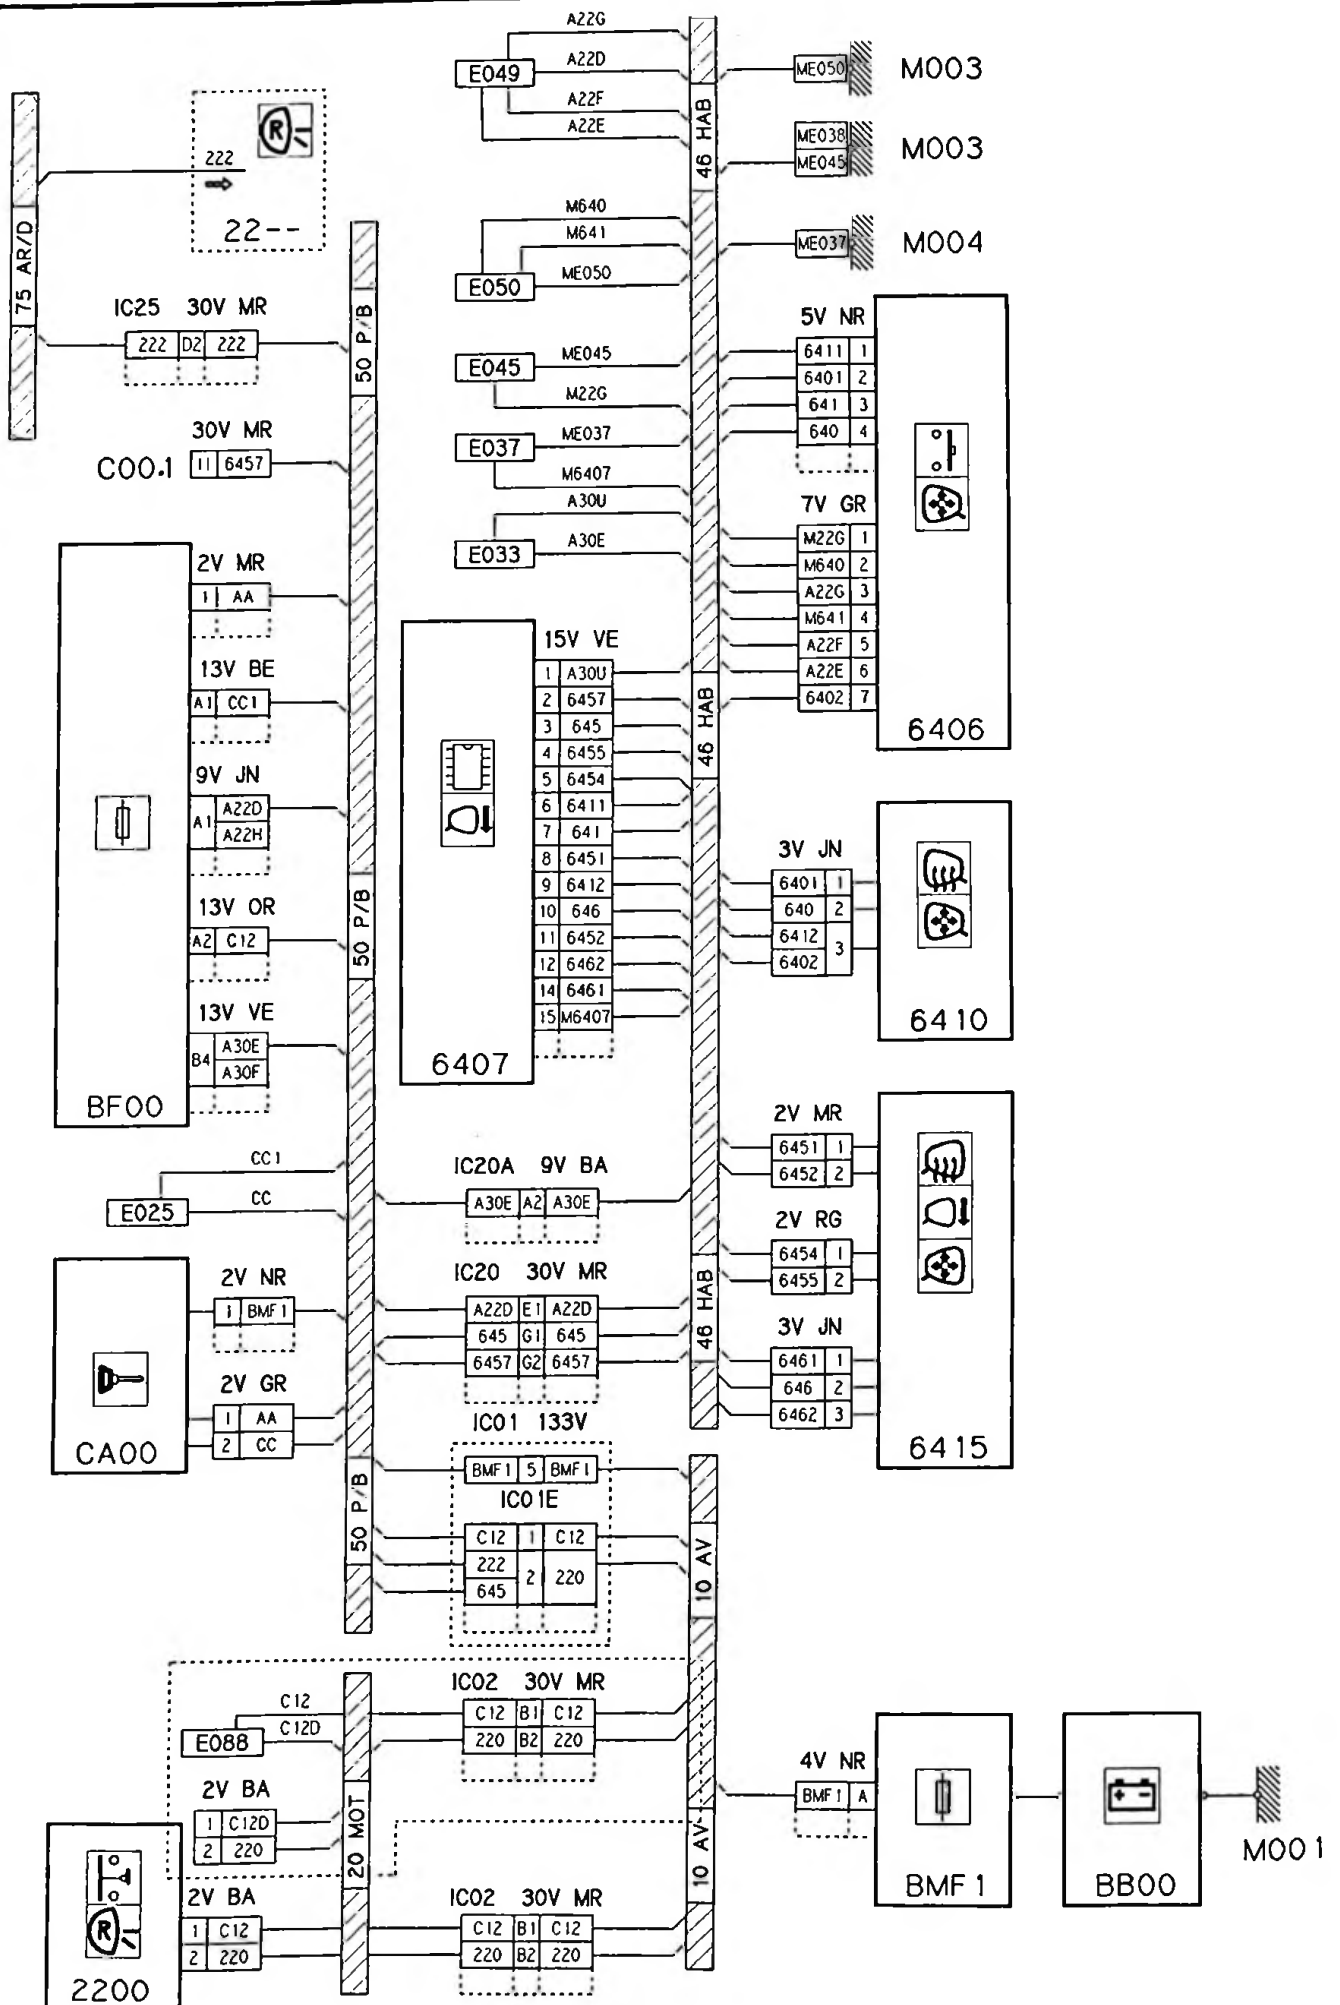 A22G
A22D
E049
A22F
A22E
46 HAB
ME050 M003
ME038
ME045 M003
ME037 M004
222
R
22--
75 AR/D
IC25 30V MR
222 D2 222
50 P/B
30V MR
C00.1 11 6457
M640
M641
E050 ME050
E045 ME045
M22G
E037 ME037
M6407
A30U
E033 A30E
5V NR
6411 1
6401 2
641 3
640 4
7V GR
M22G 1
M640 2
A22G 3
M641 4
A22F 5
A22E 6
6402 7
6406
2V MR
1 AA
13V BE
A1 CC1
9V JN
A1 A22D
A22H
13V OR
A2 C12
13V VE
B4 A30E
A30F
BF00
50 P/B
15V VE
1 A30U
2 6457
3 645
4 6455
5 6454
6 6411
7 641
8 6451
9 6412
10 646
11 6452
12 6462
14 6461
15 M6407
6407
46 HAB
3V JN
6401 1
640 2
6412 3
6402
6410
CC1
E025 CC
IC20A 9V BA
A30E A2 A30E
2V MR
6451 1
6452 2
2V RG
6454 1
6455 2
3V JN
6461 1
646 2
6462 3
6415
2V NR
1 BMF1
2V GR
1 AA
2 CC
CA00
IC20 30V MR
A22D E1 A22D
645 G1 645
6457 G2 6457
46 HAB
IC01 133V
BMF1 5 BMF1
IC01E
C12 1 C12
222 2 220
645
50 P/B
10 AV
C12
E088 C12D
2V BA
1 C12D
2 220
20 MOT
IC02 30V MR
C12 B1 C12
220 B2 220
10 AV
4V NR
BMF1 A
BMF1
+ -
BB00
M001
R
2200
2V BA
1 C12
2 220
IC02 30V MR
C12 B1 C12
220 B2 220